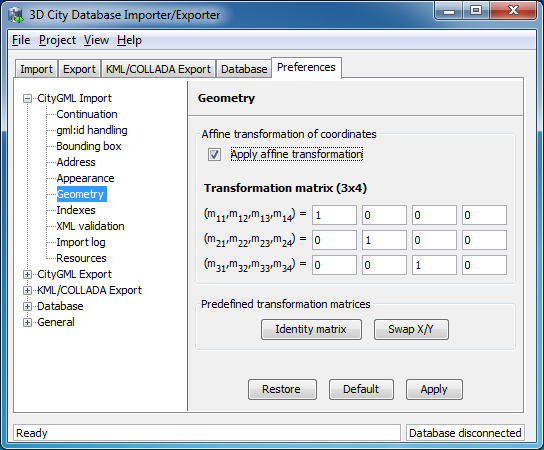 3D City Database Importer/Exporter
File Project View Help
Import Export KML/COLLADA Export Database Preferences
CityGML Import
Continuation
gml:id handling
Bounding box
Address
Appearance
Geometry
Indexes
XML validation
Import log
Resources
CityGML Export
KML/COLLADA Export
Database
General
Geometry
Affine transformation of coordinates
Apply affine transformation
Transformation matrix (3x4)
(m11,m12,m13,m14) = 1 0 0 0
(m21,m22,m23,m24) = 0 1 0 0
(m31,m32,m33,m34) = 0 0 1 0
Predefined transformation matrices
Identity matrix Swap X/Y
Restore Default Apply
Ready Database disconnected